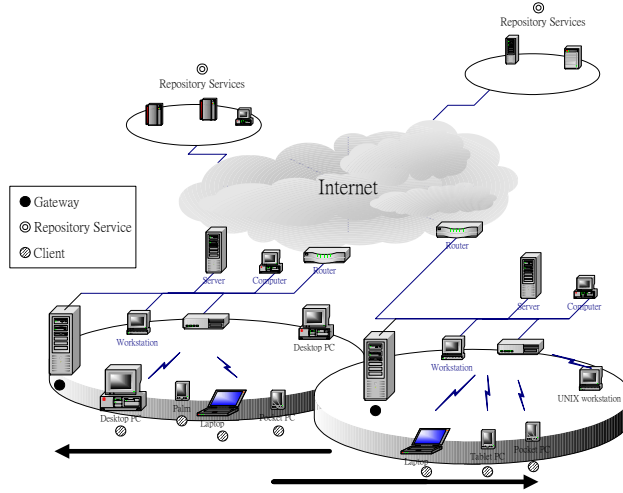 Repository Services
Repository Services
Internet
Gateway
Repository Service
Client
Server
Computer
Router
Router
Server
Computer
Workstation
Desktop PC
Workstation
UNIX workstation
Desktop PC
Palm
Laptop
Pocket PC
Laptop
Tablet PC
Pocket PC